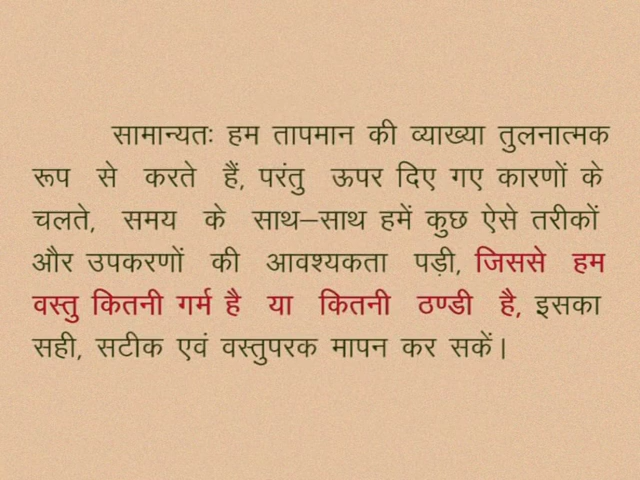 सामान्यतः हम तापमान की व्याख्या तुलनात्मक
रूप से करते हैं, परंतु ऊपर दिए गए कारणों के
चलते, समय के साथ–साथ हमें कुछ ऐसे तरीकों
और उपकरणों की आवश्यकता पड़ी, जिससे हम
वस्तु कितनी गर्म है या कितनी ठण्डी है, इसका
सही, सटीक एवं वस्तुपरक मापन कर सकें।